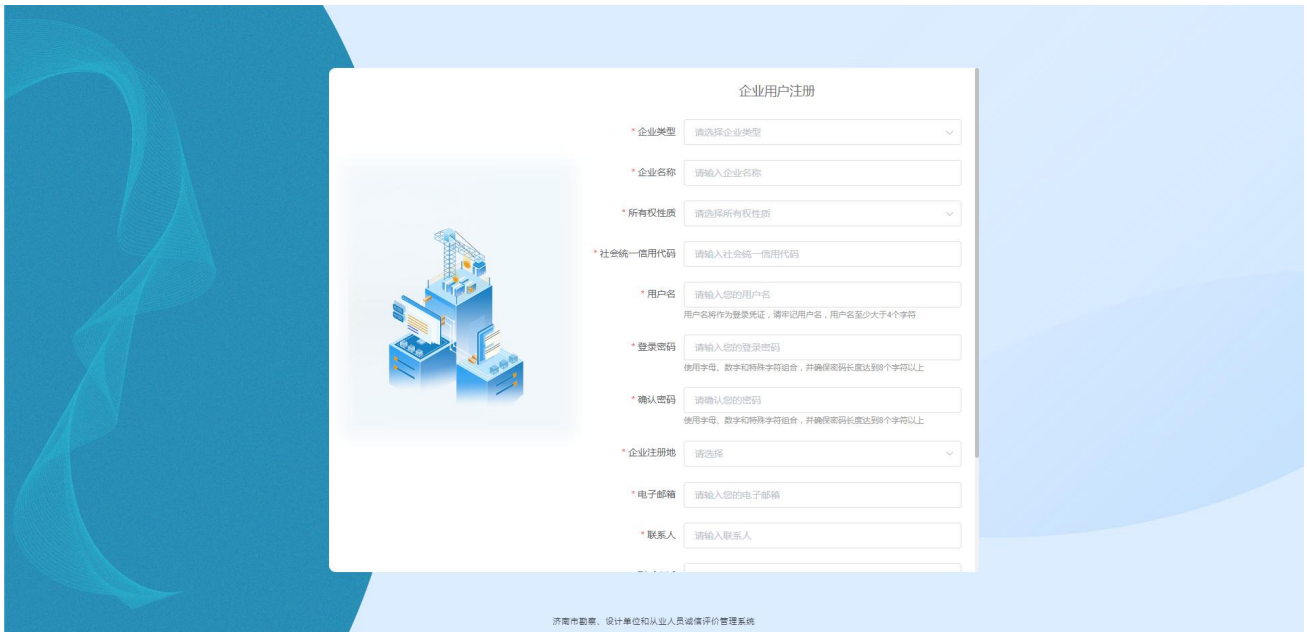 企业用户注册
* 企业类型 请选择企业类型
* 企业名称 请输入企业名称
* 所有权性质 请选择所有权性质
* 社会统一信用代码 请输入社会统一信用代码
* 用户名 请输入您的用户名
用户名将作为登录凭证，请牢记用户名，用户名至少大于4个字符
* 登录密码 请输入您的登录密码
使用字母、数字和特殊字符组合，并确保密码长度达到8个字符以上
* 确认密码 请确认您的密码
使用字母、数字和特殊字符组合，并确保密码长度达到8个字符以上
* 企业注册地 请选择
* 电子邮箱 请输入您的电子邮箱
* 联系人 请输入联系人
济南市勘察、设计单位和从业人员诚信评价管理系统